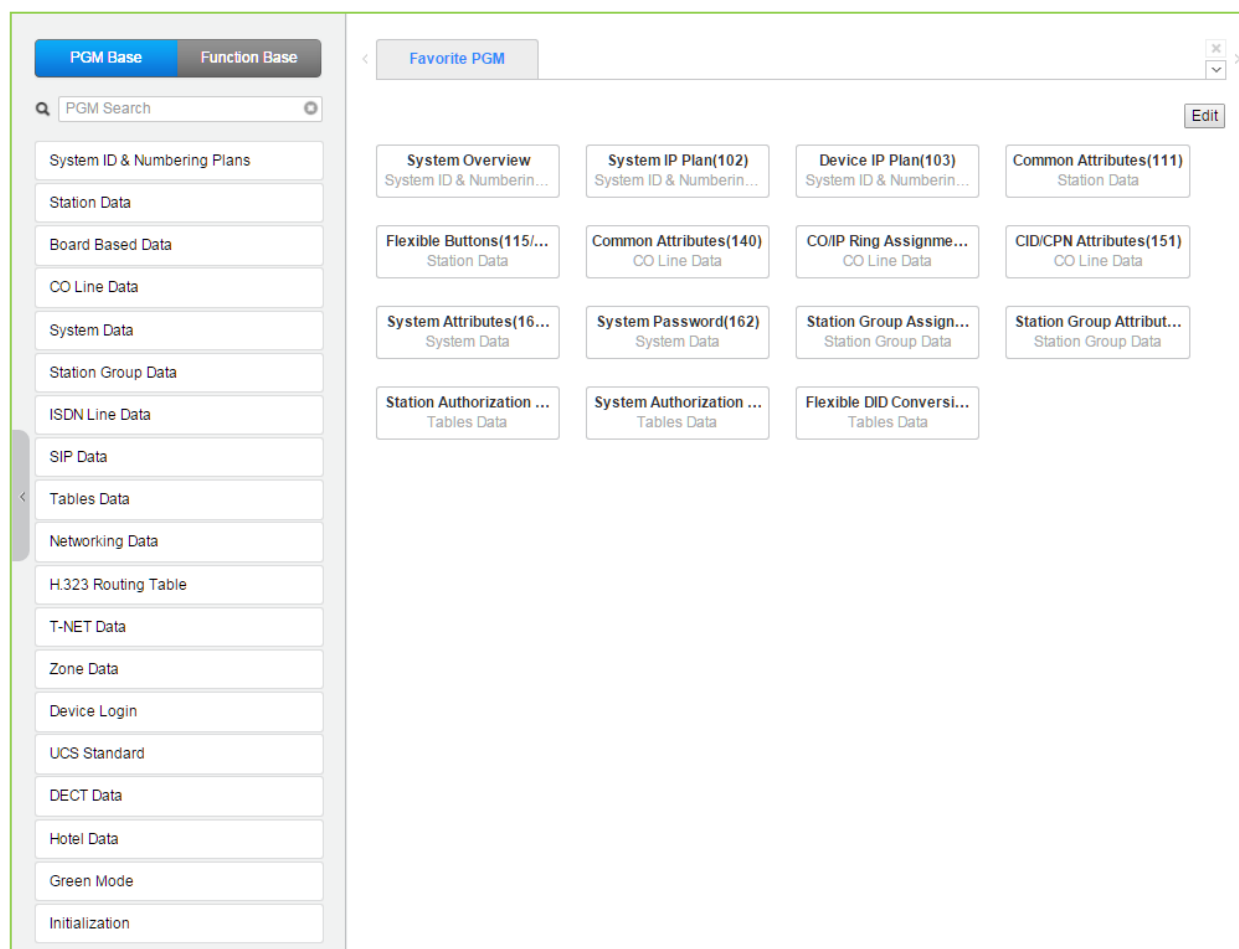 PGM Base
Function Base
PGM Search
System ID & Numbering Plans
Station Data
Board Based Data
CO Line Data
System Data
Station Group Data
ISDN Line Data
SIP Data
Tables Data
Networking Data
H.323 Routing Table
T-NET Data
Zone Data
Device Login
UCS Standard
DECT Data
Hotel Data
Green Mode
Initialization
Favorite PGM
Edit
System Overview
System ID & Numberin...
System IP Plan(102)
System ID & Numberin...
Device IP Plan(103)
System ID & Numberin...
Common Attributes(111)
Station Data
Flexible Buttons(115/...
Station Data
Common Attributes(140)
CO Line Data
CO/IP Ring Assignme...
CO Line Data
CID/CPN Attributes(151)
CO Line Data
System Attributes(16...
System Data
System Password(162)
System Data
Station Group Assign...
Station Group Data
Station Group Attribut...
Station Group Data
Station Authorization ...
Tables Data
System Authorization ...
Tables Data
Flexible DID Conversi...
Tables Data